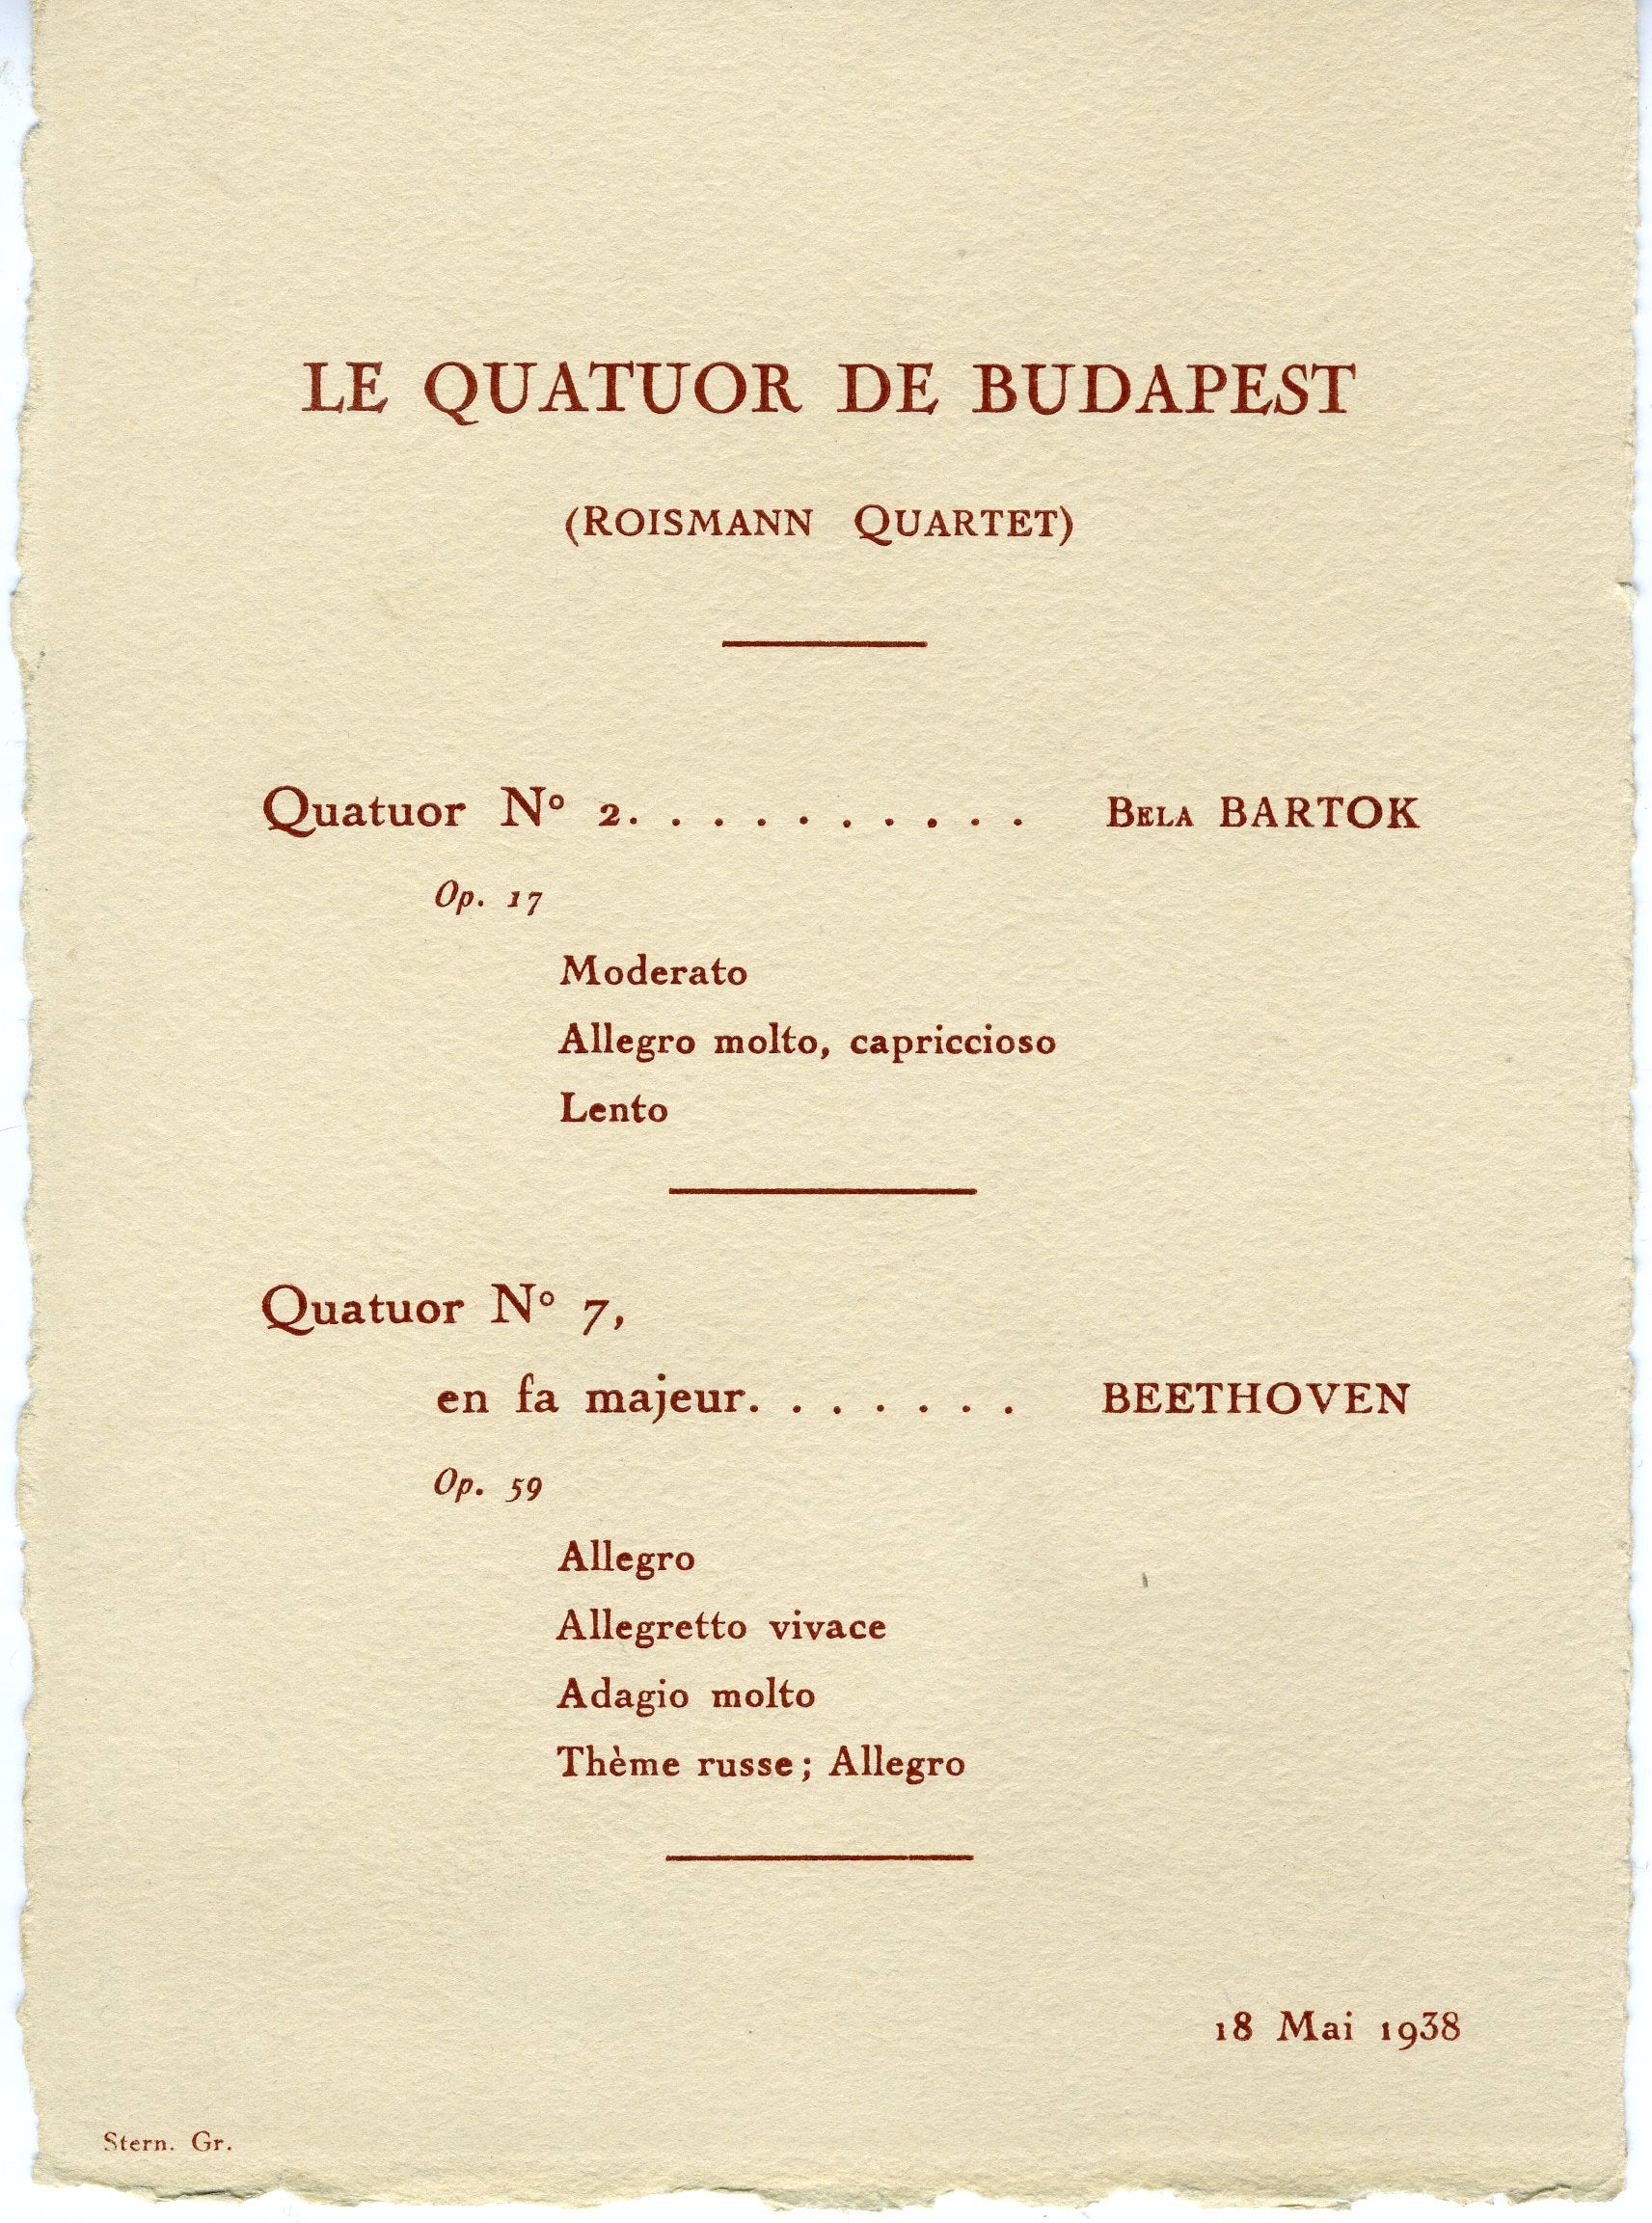 LE QUATUOR DE BUDAPEST
(ROISMANN QUARTET)
Quatuor Nº 2. . . . . . . . . . BELA BARTOK
Op. 17
Moderato
Allegro molto, capriccioso
Lento
Quatuor Nº 7,
en fa majeur. . . . . . . BEETHOVEN
Op. 59
Allegro
Allegretto vivace
Adagio molto
Thème russe ; Allegro
18 Mai 1938
Stern. Gr.